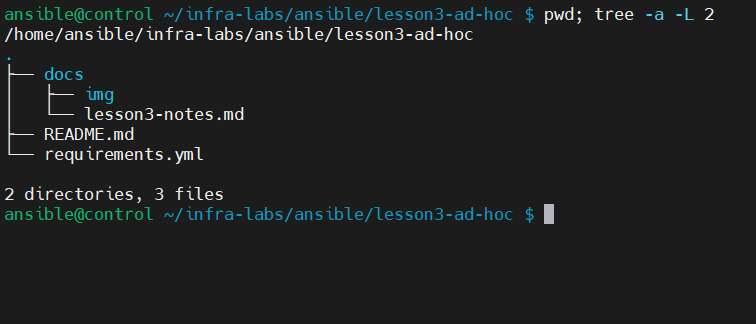 ansible@control ~/infra-labs/ansible/lesson3-ad-hoc $ pwd; tree -a -L 2
/home/ansible/infra-labs/ansible/lesson3-ad-hoc
.
├── docs
│   ├── img
│   └── lesson3-notes.md
├── README.md
└── requirements.yml
2 directories, 3 files
ansible@control ~/infra-labs/ansible/lesson3-ad-hoc $